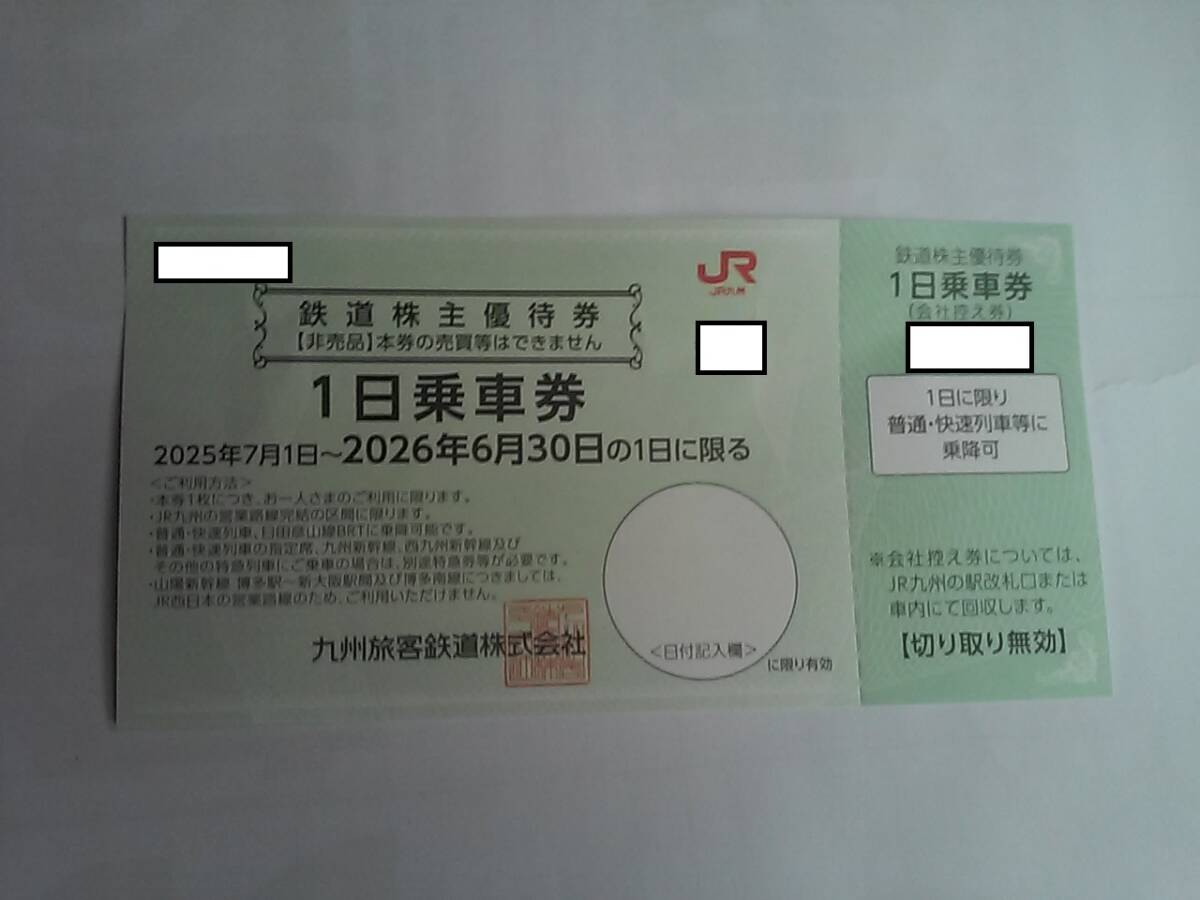 JR
JR九州
鉄道株主優待券
【非売品】本券の売買等はできません
1日乗車券
2025年7月1日～2026年6月30日の1日に限る
＜ご利用方法＞
・本券1枚につき、お一人さまのご利用に限ります。
・JR九州の営業路線完結の区間に限ります。
・普通・快速列車、日田彦山線BRTに乗降可能です。
・普通・快速列車の指定席、九州新幹線、西九州新幹線及び
その他の特急列車にご乗車の場合は、別途特急券等が必要です。
・山陽新幹線 博多駅～新大阪駅間及び博多南線につきましては、
JR西日本の営業路線のため、ご利用いただけません。
九州旅客鉄道株式会社
＜日付記入欄＞
に限り有効
鉄道株主優待券
1日乗車券
(会社控え券)
1日に限り
普通・快速列車等に
乗降可
※会社控え券については、
JR九州の駅改札口または
車内にて回収します。
【切り取り無効】